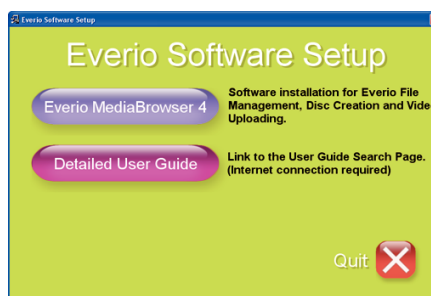 Everio Software Setup
Everio Software Setup
Everio MediaBrowser 4
Software installation for Everio File
Management, Disc Creation and Vide
Uploading.
Detailed User Guide
Link to the User Guide Search Page.
(Internet connection required)
Quit